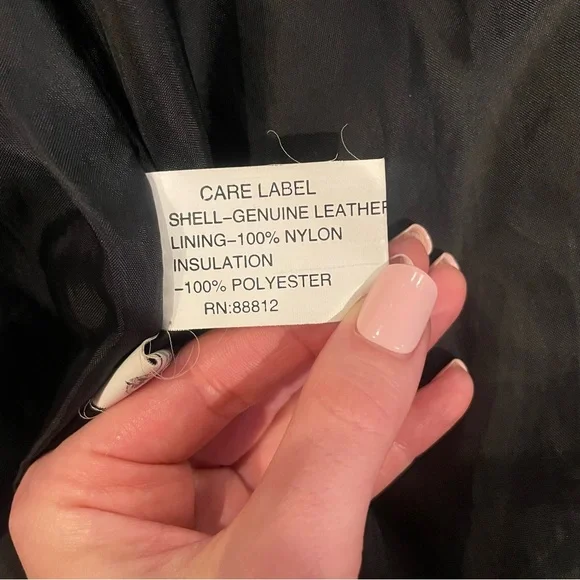 CARE LABEL
SHELL-GENUINE LEATHER
LINING-100% NYLON
INSULATION
-100% POLYESTER
RN:88812